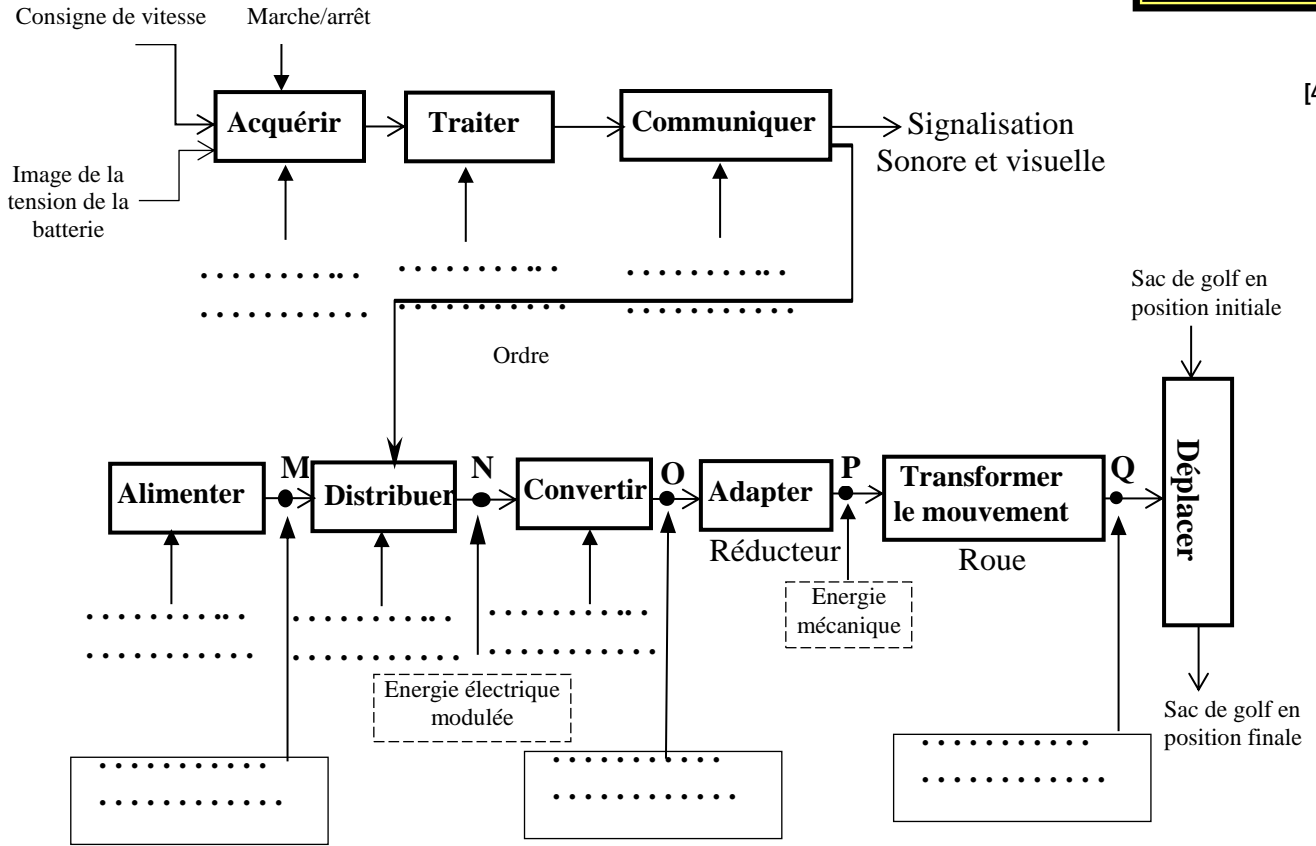 Consigne de vitesse
Marche/arrêt
[4
Acquérir
Traiter
Communiquer
Signalisation
Sonore et visuelle
Image de la
tension de la
batterie
. . . . . . . . . .. .
. . . . . . . . . . .
. . . . . . . . . .. .
. . . . . . . . . . .
. . . . . . . . . .. .
. . . . . . . . . . .
Ordre
Sac de golf en
position initiale
Alimenter
M
Distribuer
N
Convertir
O
Adapter
P
Transformer
le mouvement
Q
Déplacer
Réducteur
Roue
. . . . . . . . . .. .
. . . . . . . . . . .
. . . . . . . . . .. .
. . . . . . . . . . .
. . . . . . . . . .. .
. . . . . . . . . . .
Energie
mécanique
Energie électrique
modulée
Sac de golf en
position finale
. . . . . . . . . . .
. . . . . . . . . . . .
. . . . . . . . . . .
. . . . . . . . . . . .
. . . . . . . . . . .
. . . . . . . . . . . .